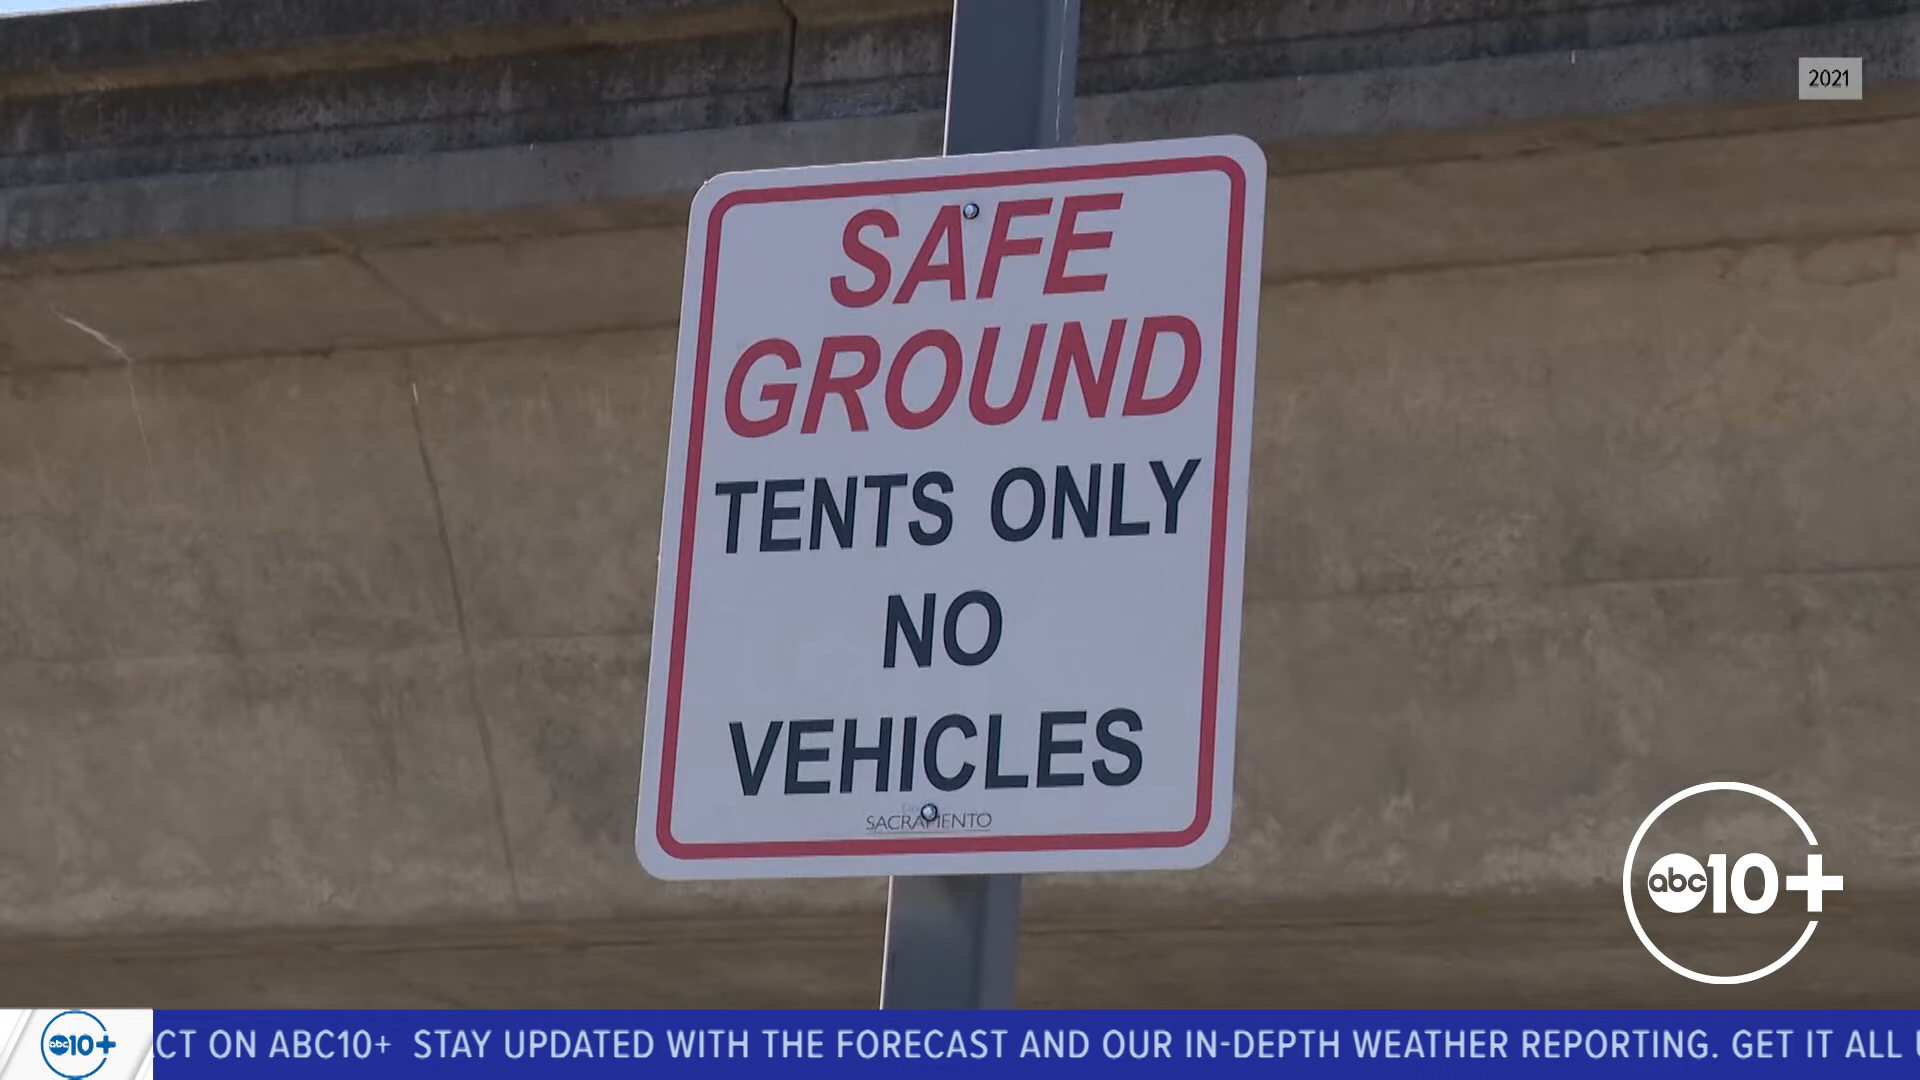 2021
SAFE
GROUND
TENTS ONLY
NO
VEHICLES
SACRAMENTO
abc10+
abc10+ CT ON ABC10+ STAY UPDATED WITH THE FORECAST AND OUR IN-DEPTH WEATHER REPORTING. GET IT ALL